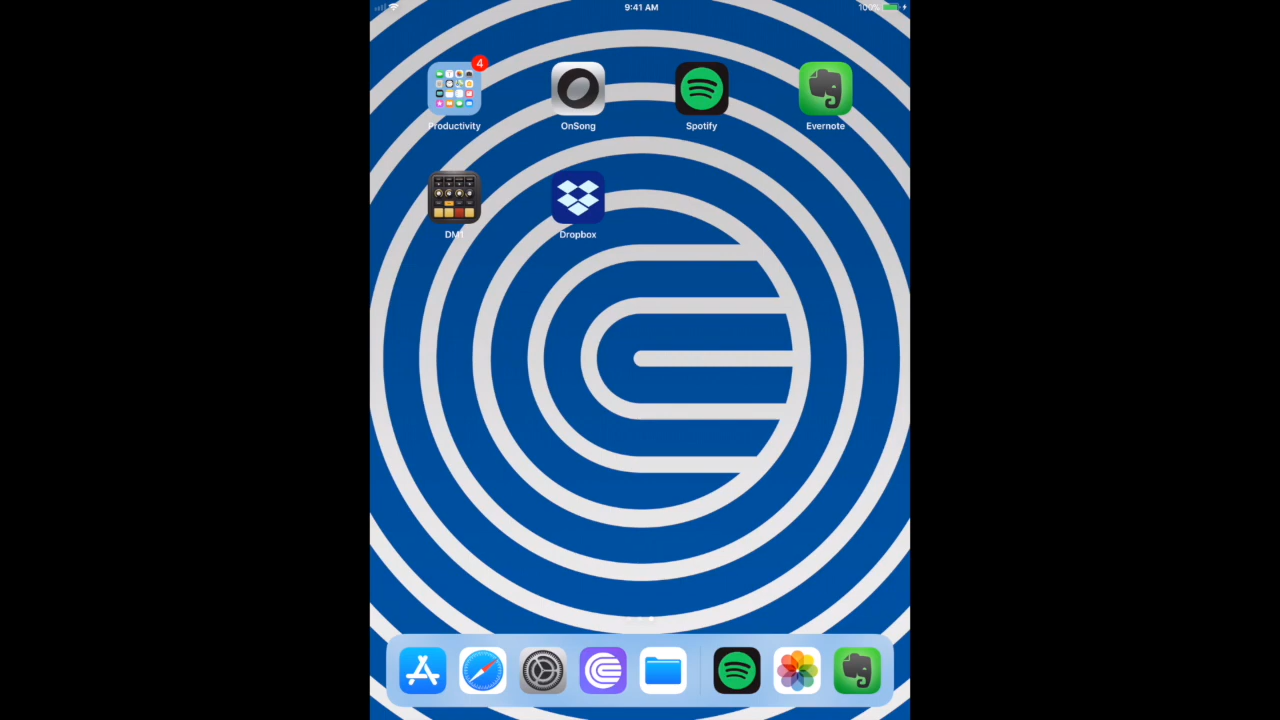 9:41 AM
100%
4
Productivity
OnSong
Spotify
Evernote
DM1
Dropbox